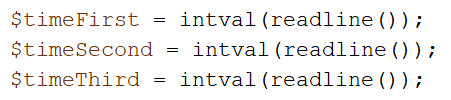 $timeFirst = intval(readline());
$timeSecond = intval(readline());
$timeThird = intval(readline());